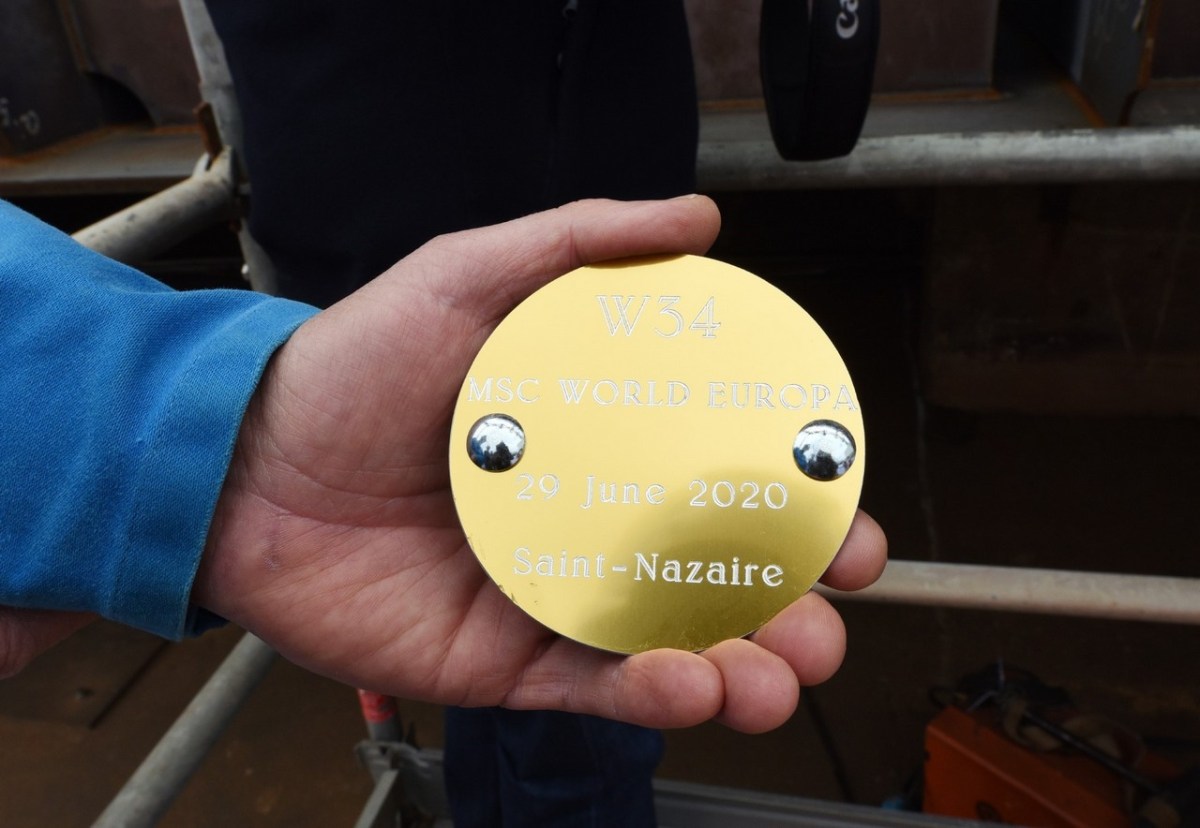 W34
MSC WORLD EUROPA
29 June 2020
Saint-Nazaire